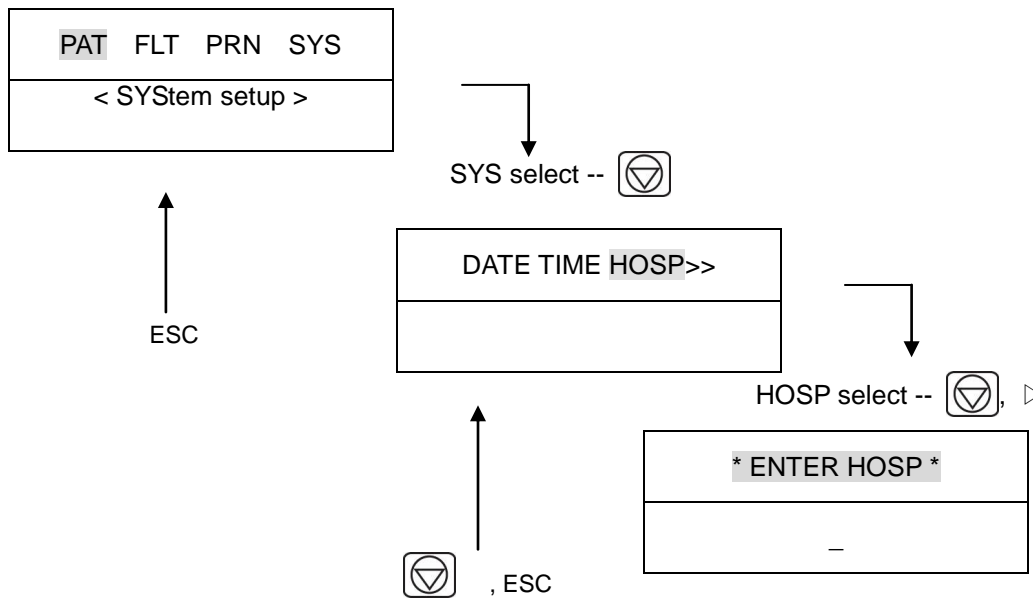 PAT FLT PRN SYS
< SYStem setup >
SYS select --
ESC
DATE TIME HOSP>>
HOSP select -- , ▷
* ENTER HOSP *
_
, ESC